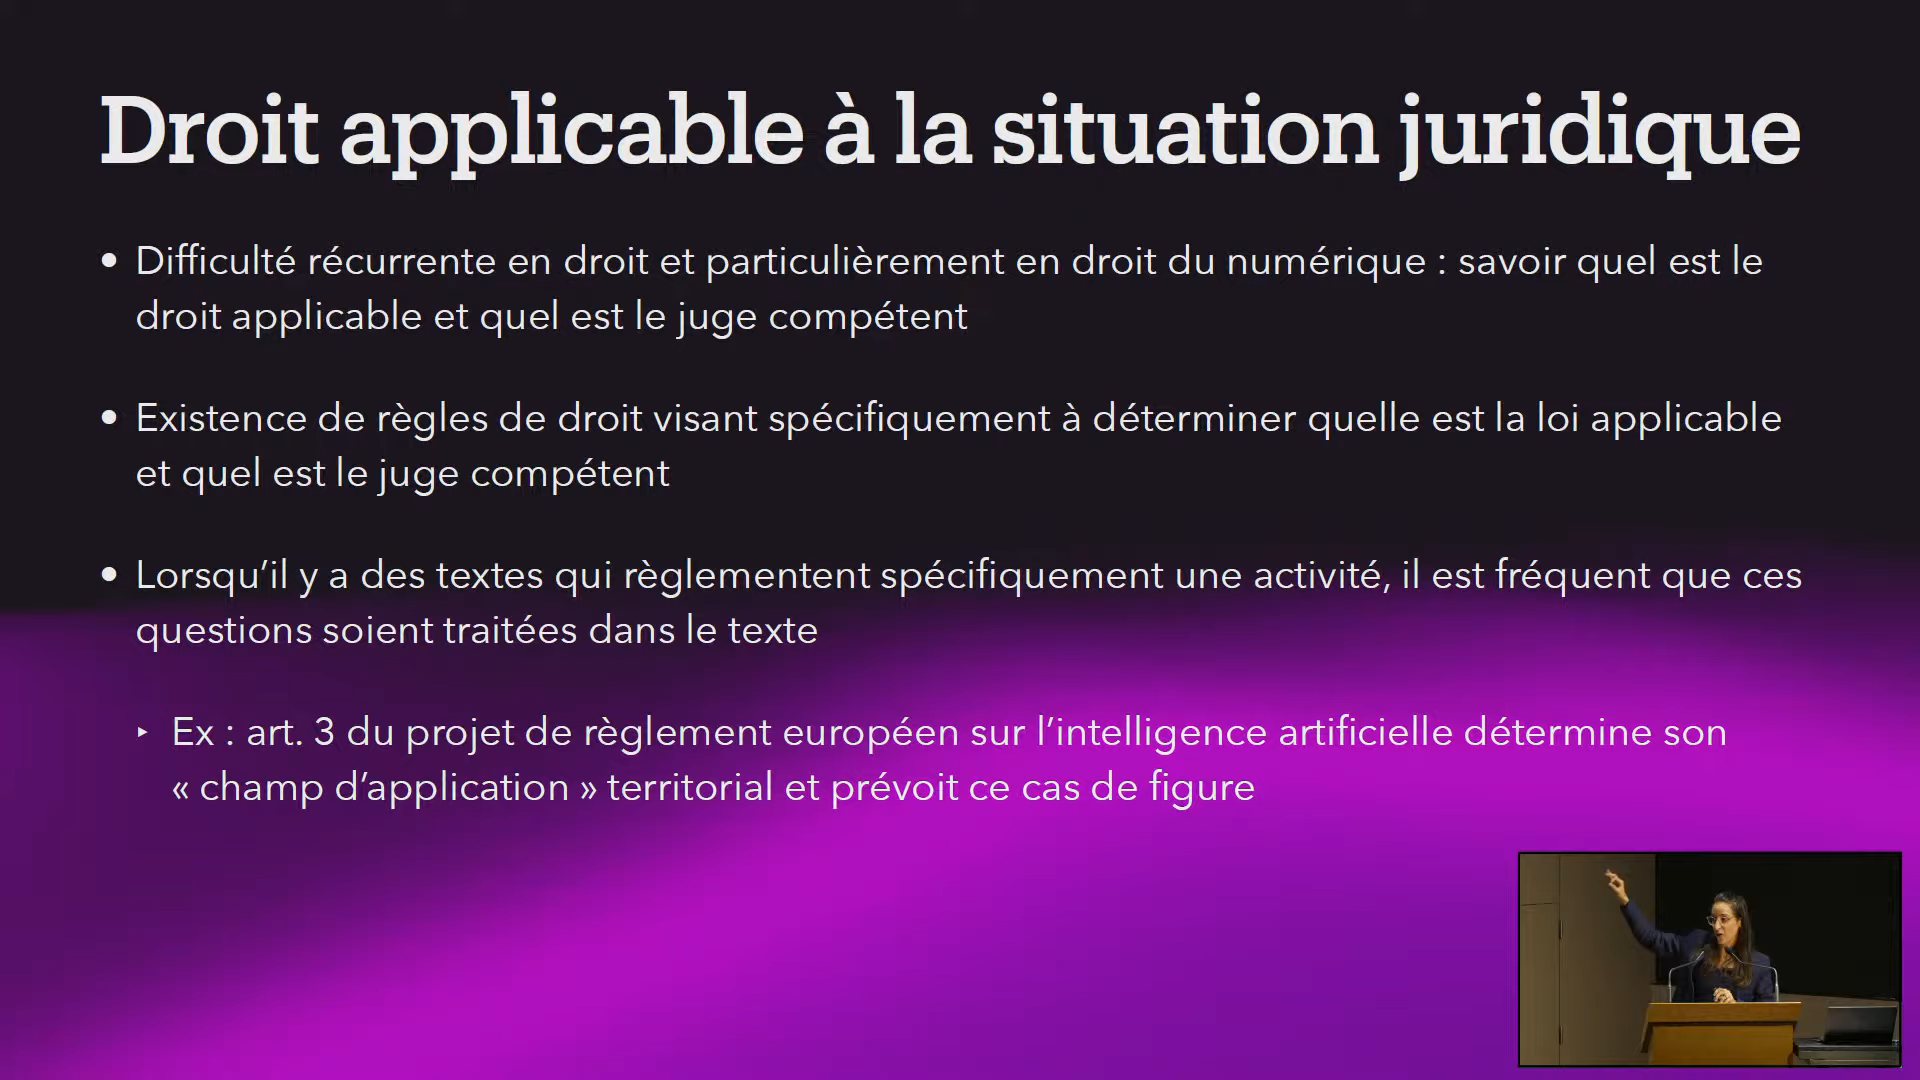 Droit applicable à la situation juridique
• Difficulté récurrente en droit et particulièrement en droit du numérique : savoir quel est le
droit applicable et quel est le juge compétent
• Existence de règles de droit visant spécifiquement à déterminer quelle est la loi applicable
et quel est le juge compétent
• Lorsqu’il y a des textes qui règlementent spécifiquement une activité, il est fréquent que ces
questions soient traitées dans le texte
‣ Ex : art. 3 du projet de règlement européen sur l’intelligence artificielle détermine son
« champ d’application » territorial et prévoit ce cas de figure